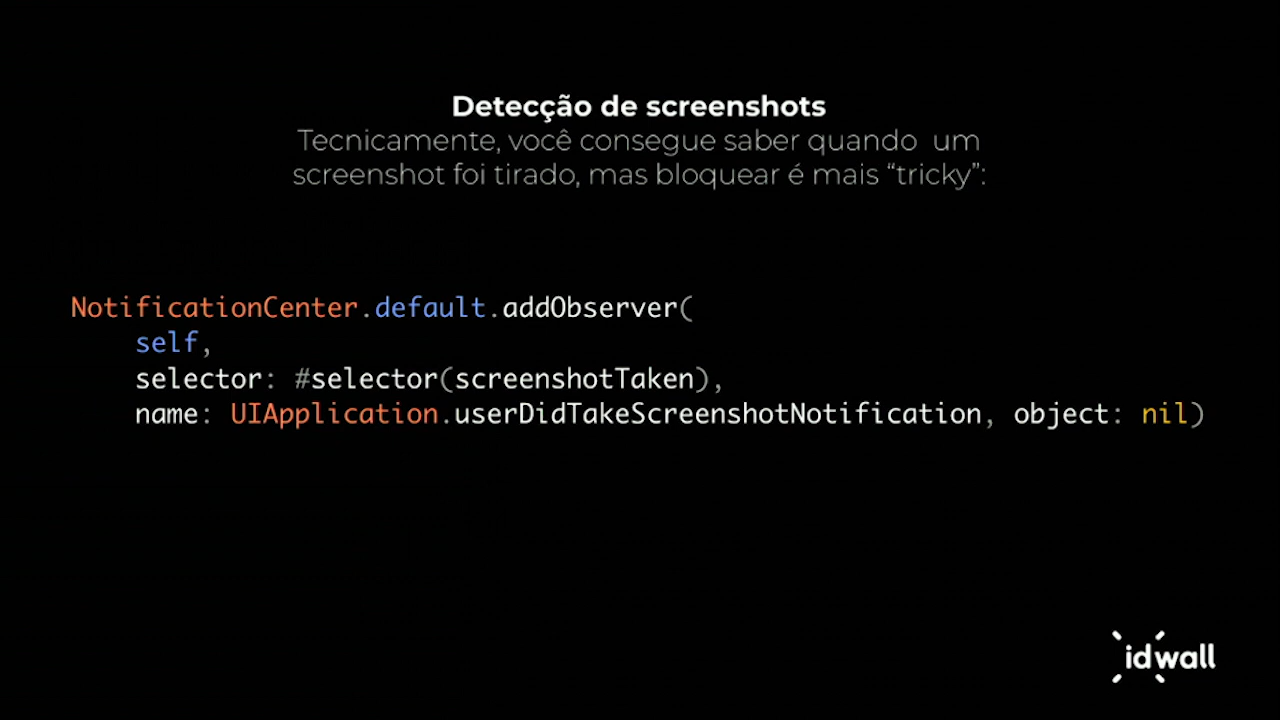 Detecção de screenshots
Tecnicamente, você consegue saber quando um
screenshot foi tirado, mas bloquear é mais “tricky”:
NotificationCenter.default.addObserver(
self,
selector: #selector(screenshotTaken),
name: UIApplication.userDidTakeScreenshotNotification, object: nil)
idwall